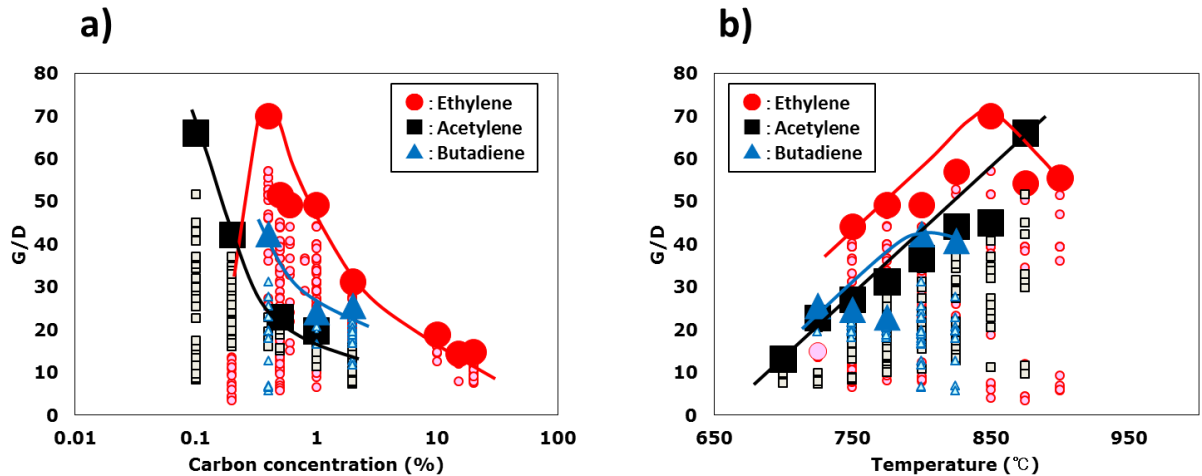 a)
80
70
60
50
40
30
20
10
0
G/D
0.01
0.1
1
10
100
Carbon concentration (%)
: Ethylene
: Acetylene
: Butadiene
b)
80
70
60
50
40
30
20
10
0
G/D
650
750
850
950
Temperature (℃)
: Ethylene
: Acetylene
: Butadiene